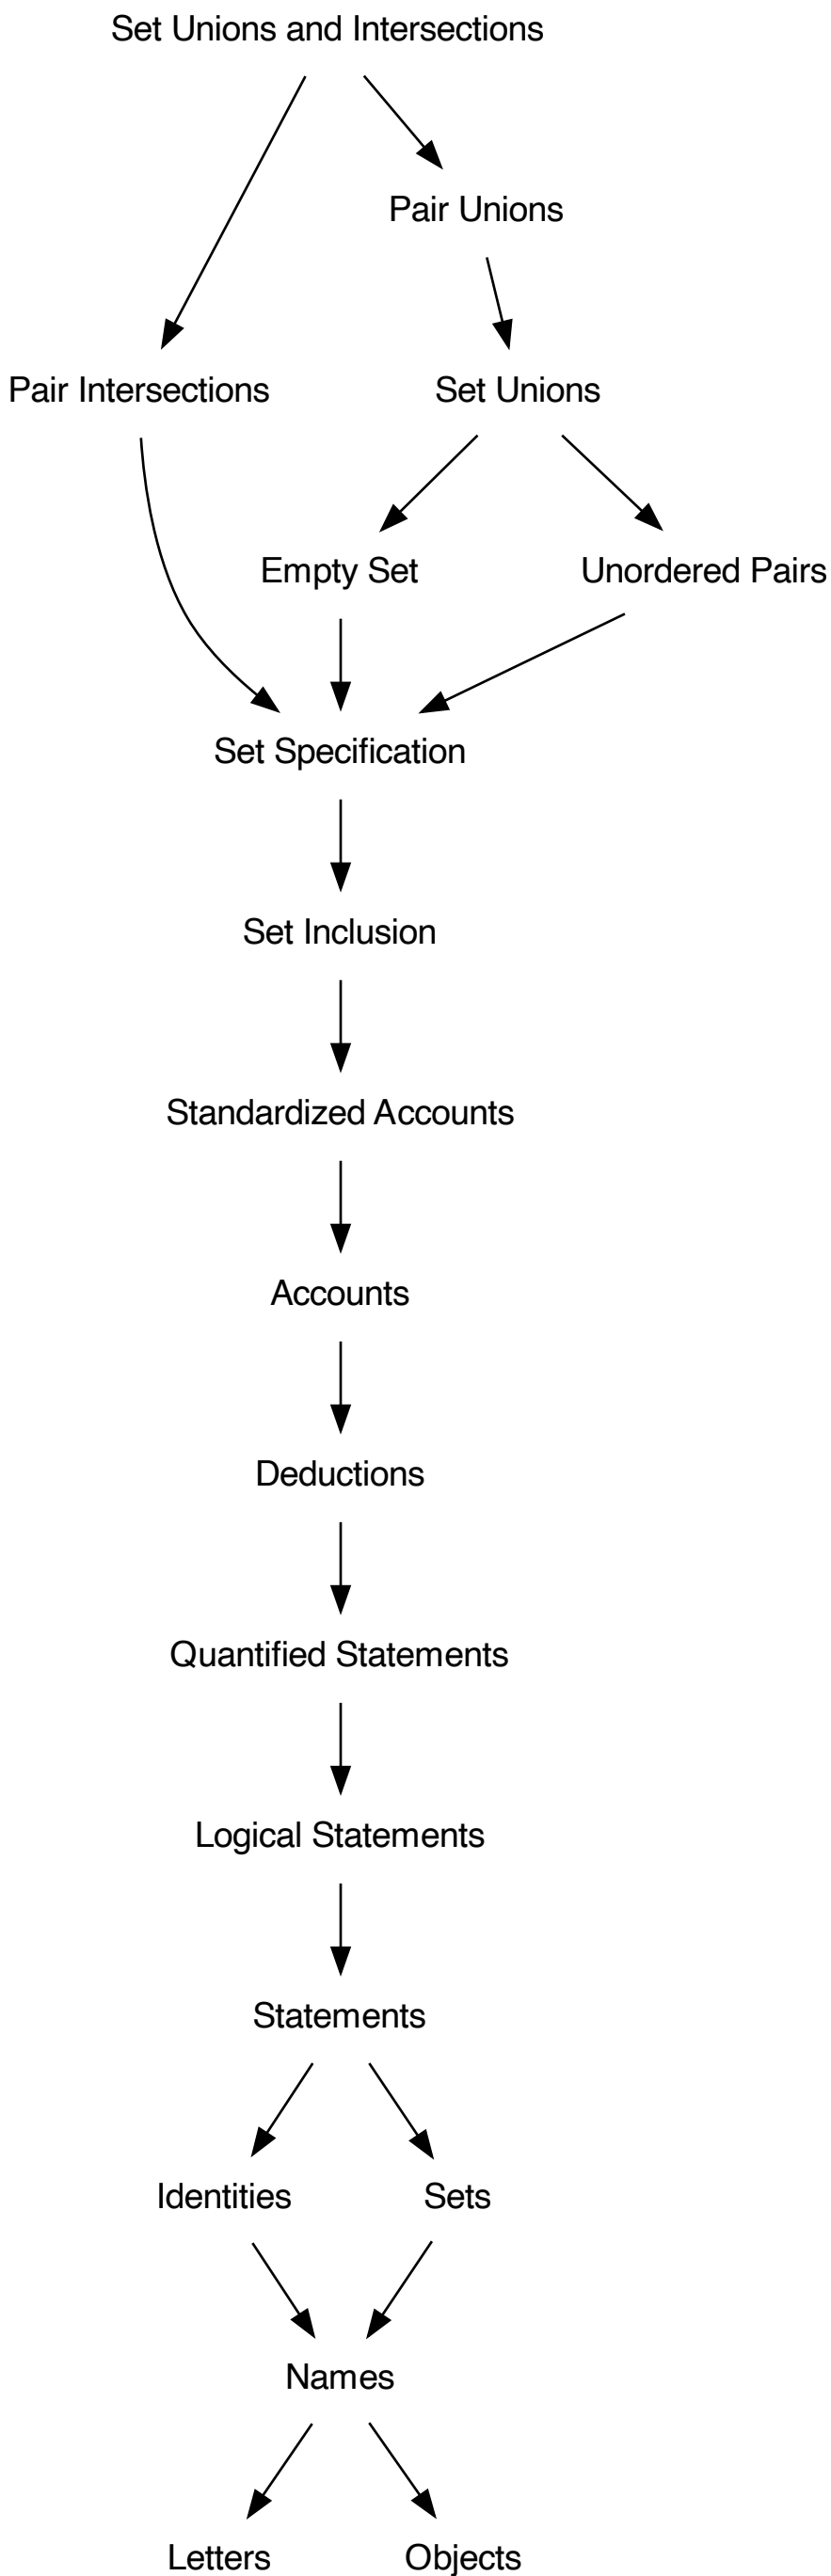 Set Unions and Intersections
Pair Unions
Pair Intersections
Set Unions
Empty Set
Unordered Pairs
Set Specification
Set Inclusion
Standardized Accounts
Accounts
Deductions
Quantified Statements
Logical Statements
Statements
Identities
Sets
Names
Letters
Objects